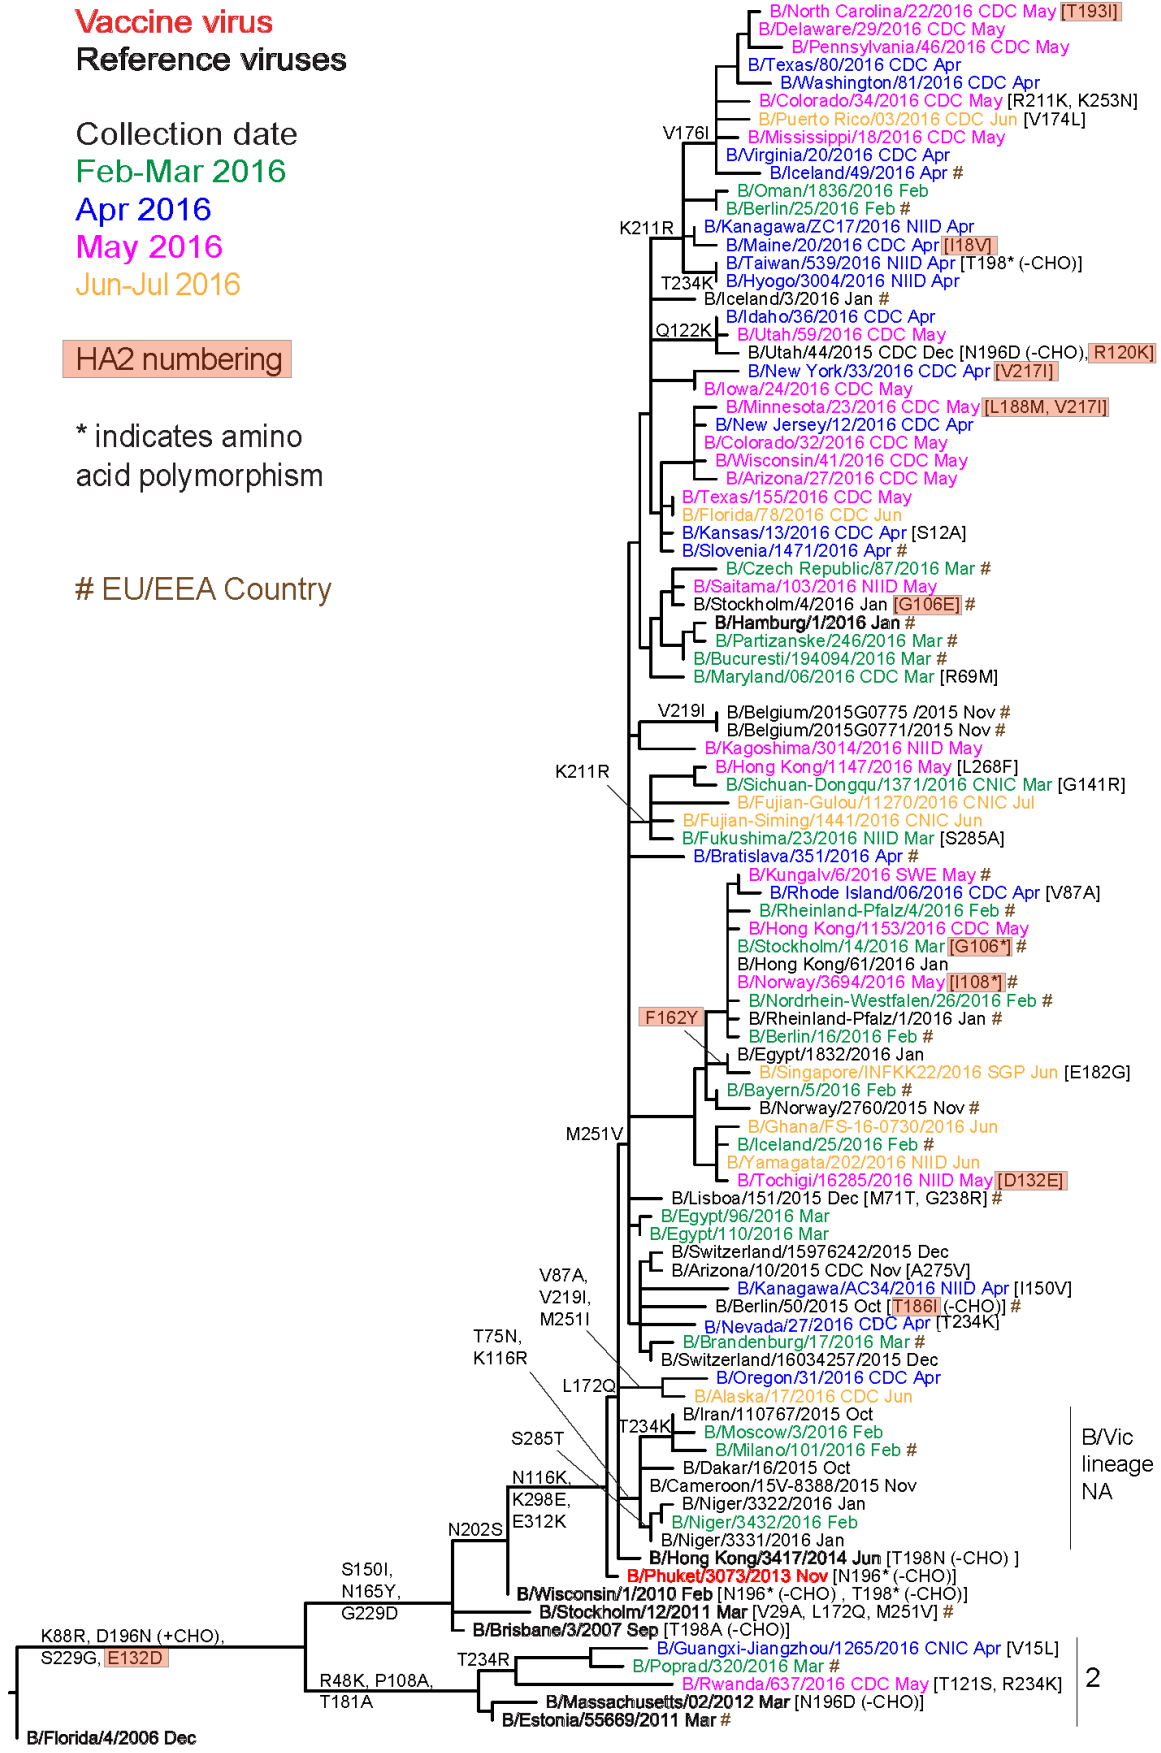 Vaccine virus
Reference viruses
Collection date
Feb-Mar 2016
Apr 2016
May 2016
Jun-Jul 2016
HA2 numbering
* indicates amino
acid polymorphism
# EU/EEA Country
B/North Carolina/22/2016 CDC May [T193I]
B/Delaware/29/2016 CDC May
B/Pennsylvania/46/2016 CDC May
B/Texas/80/2016 CDC Apr
B/Washington/81/2016 CDC Apr
B/Colorado/34/2016 CDC May [R211K, K253N]
B/Puerto Rico/03/2016 CDC Jun [V174L]
V176I
B/Mississippi/18/2016 CDC May
B/Virginia/20/2016 CDC Apr
B/Iceland/49/2016 Apr #
B/Oman/1836/2016 Feb
B/Berlin/25/2016 Feb #
K211R
B/Kanagawa/ZC17/2016 NIID Apr
B/Maine/20/2016 CDC Apr [I18V]
B/Taiwan/539/2016 NIID Apr [T198* (-CHO)]
T234K
B/Hyogo/3004/2016 NIID Apr
B/Iceland/3/2016 Jan #
B/Idaho/36/2016 CDC Apr
Q122K
B/Utah/59/2016 CDC May
B/Utah/44/2015 CDC Dec [N196D (-CHO), R120K]
B/New York/33/2016 CDC Apr [V217I]
B/Iowa/24/2016 CDC May
B/Minnesota/23/2016 CDC May [L188M, V217I]
B/New Jersey/12/2016 CDC Apr
B/Colorado/32/2016 CDC May
B/Wisconsin/41/2016 CDC May
B/Arizona/27/2016 CDC May
B/Texas/155/2016 CDC May
B/Florida/78/2016 CDC Jun
B/Kansas/13/2016 CDC Apr [S12A]
B/Slovenia/1471/2016 Apr #
B/Czech Republic/87/2016 Mar #
B/Saitama/103/2016 NIID May
B/Stockholm/4/2016 Jan [G106E] #
B/Hamburg/1/2016 Jan #
B/Partizanske/246/2016 Mar #
B/Bucuresti/194094/2016 Mar #
B/Maryland/06/2016 CDC Mar [R69M]
V219I
B/Belgium/2015G0775 /2015 Nov #
B/Belgium/2015G0771/2015 Nov #
B/Kagoshima/3014/2016 NIID May
K211R
B/Hong Kong/1147/2016 May [L268F]
B/Sichuan-Dongqu/1371/2016 CNIC Mar [G141R]
B/Fujian-Gulou/11270/2016 CNIC Jul
B/Fujian-Siming/1441/2016 CNIC Jun
B/Fukushima/23/2016 NIID Mar [S285A]
B/Bratislava/351/2016 Apr #
B/Kungalv/6/2016 SWE May #
B/Rhode Island/06/2016 CDC Apr [V87A]
B/Rheinland-Pfalz/4/2016 Feb #
B/Hong Kong/1153/2016 CDC May
B/Stockholm/14/2016 Mar [G106*] #
B/Hong Kong/61/2016 Jan
B/Norway/3694/2016 May [I108*] #
B/Nordrhein-Westfalen/26/2016 Feb #
F162Y
B/Rheinland-Pfalz/1/2016 Jan #
B/Berlin/16/2016 Feb #
B/Egypt/1832/2016 Jan
B/Singapore/INFKK22/2016 SGP Jun [E182G]
B/Bayern/5/2016 Feb #
B/Norway/2760/2015 Nov #
B/Ghana/FS-16-0730/2016 Jun
M251V
B/Iceland/25/2016 Feb #
B/Yamagata/202/2016 NIID Jun
B/Tochigi/16285/2016 NIID May [D132E]
B/Lisboa/151/2015 Dec [M71T, G238R] #
B/Egypt/96/2016 Mar
B/Egypt/110/2016 Mar
B/Switzerland/15976242/2015 Dec
B/Arizona/10/2015 CDC Nov [A275V]
V87A,
V219I,
M251I
B/Kanagawa/AC34/2016 NIID Apr [I150V]
B/Berlin/50/2015 Oct [T186I (-CHO)] #
B/Nevada/27/2016 CDC Apr [T234K]
T75N,
K116R
B/Brandenburg/17/2016 Mar #
B/Switzerland/16034257/2015 Dec
L172Q
B/Oregon/31/2016 CDC Apr
B/Alaska/17/2016 CDC Jun
B/Iran/110767/2015 Oct
T234K
B/Moscow/3/2016 Feb
S285T
B/Milano/101/2016 Feb #
B/Dakar/16/2015 Oct
B/Cameroon/15V-8388/2015 Nov
B/Vic
lineage
NA
N116K,
K298E,
E312K
B/Niger/3322/2016 Jan
B/Niger/3432/2016 Feb
B/Niger/3331/2016 Jan
N202S
B/Hong Kong/3417/2014 Jun [T198N (-CHO) ]
B/Phuket/3073/2013 Nov [N196* (-CHO)]
S150I,
N165Y,
G229D
B/Wisconsin/1/2010 Feb [N196* (-CHO) , T198* (-CHO)]
B/Stockholm/12/2011 Mar [V29A, L172Q, M251V] #
B/Brisbane/3/2007 Sep [T198A (-CHO)]
K88R, D196N (+CHO),
S229G, E132D
B/Guangxi-Jiangzhou/1265/2016 CNIC Apr [V15L]
T234R
B/Poprad/320/2016 Mar #
R48K, P108A,
T181A
B/Rwanda/637/2016 CDC May [T121S, R234K]
2
B/Massachusetts/02/2012 Mar [N196D (-CHO)]
B/Estonia/55669/2011 Mar #
B/Florida/4/2006 Dec